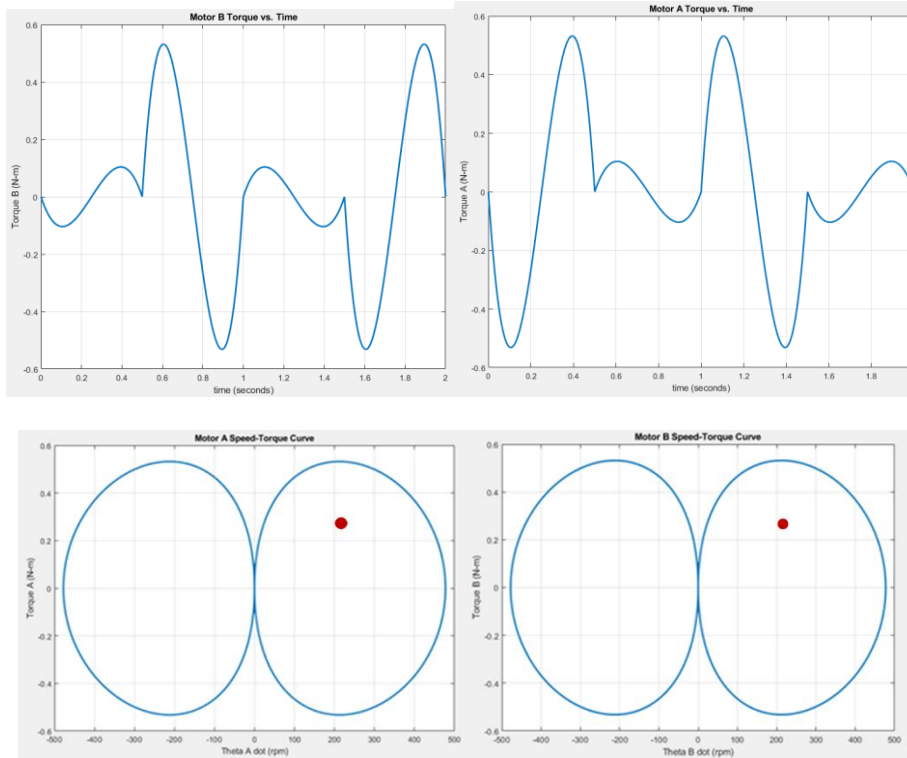 Motor B Torque vs. Time
0.6
0.4
0.2
0
-0.2
-0.4
-0.6
Torque B (N-m)
0 0.2 0.4 0.6 0.8 1 1.2 1.4 1.6 1.8 2
time (seconds)
Motor A Torque vs. Time
0.6
0.4
0.2
0
-0.2
-0.4
-0.6
Torque A (N-m)
0 0.2 0.4 0.6 0.8 1.0 1.2 1.4 1.6 1.8
time (seconds)
Motor A Speed-Torque Curve
0.6
0.4
0.2
0
-0.2
-0.4
-0.6
Torque A (N-m)
-500 -400 -300 -200 -100 0 100 200 300 400 500
Theta A dot (rpm)
Motor B Speed-Torque Curve
0.6
0.4
0.2
0
-0.2
-0.4
-0.6
Torque B (N-m)
-500 -400 -300 -200 -100 0 100 200 300 400 500
Theta B dot (rpm)